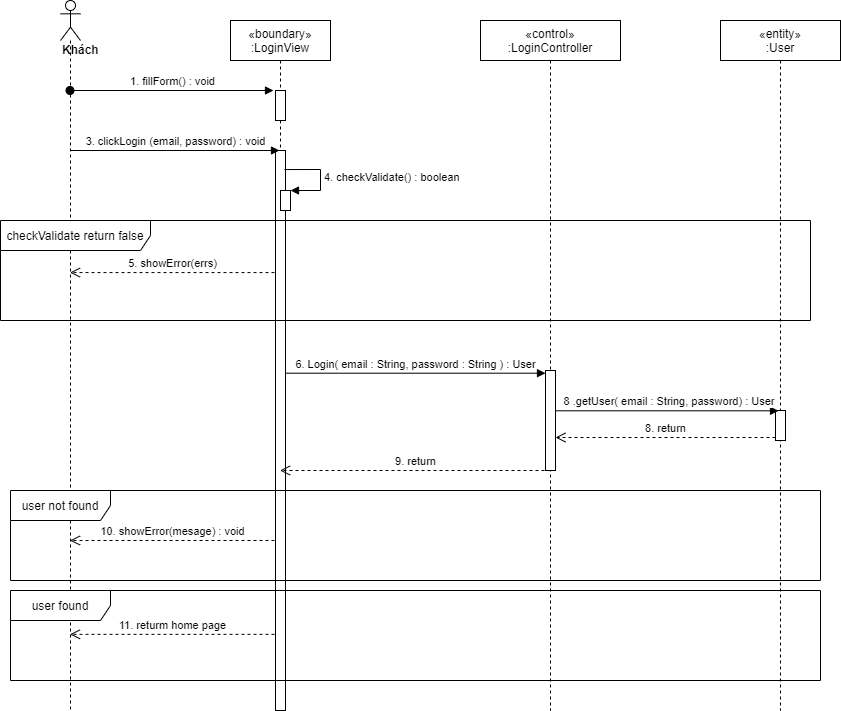 «boundary»
:LoginView
«control»
:LoginController
«entity»
:User
Khách
1. fillForm() : void
3. clickLogin (email, password) : void
4. checkValidate() : boolean
checkValidate return false
5. showError(errs)
6. Login( email : String, password : String ) : User
8 .getUser( email : String, password) : User
8. return
9. return
user not found
10. showError(mesage) : void
user found
11. returm home page